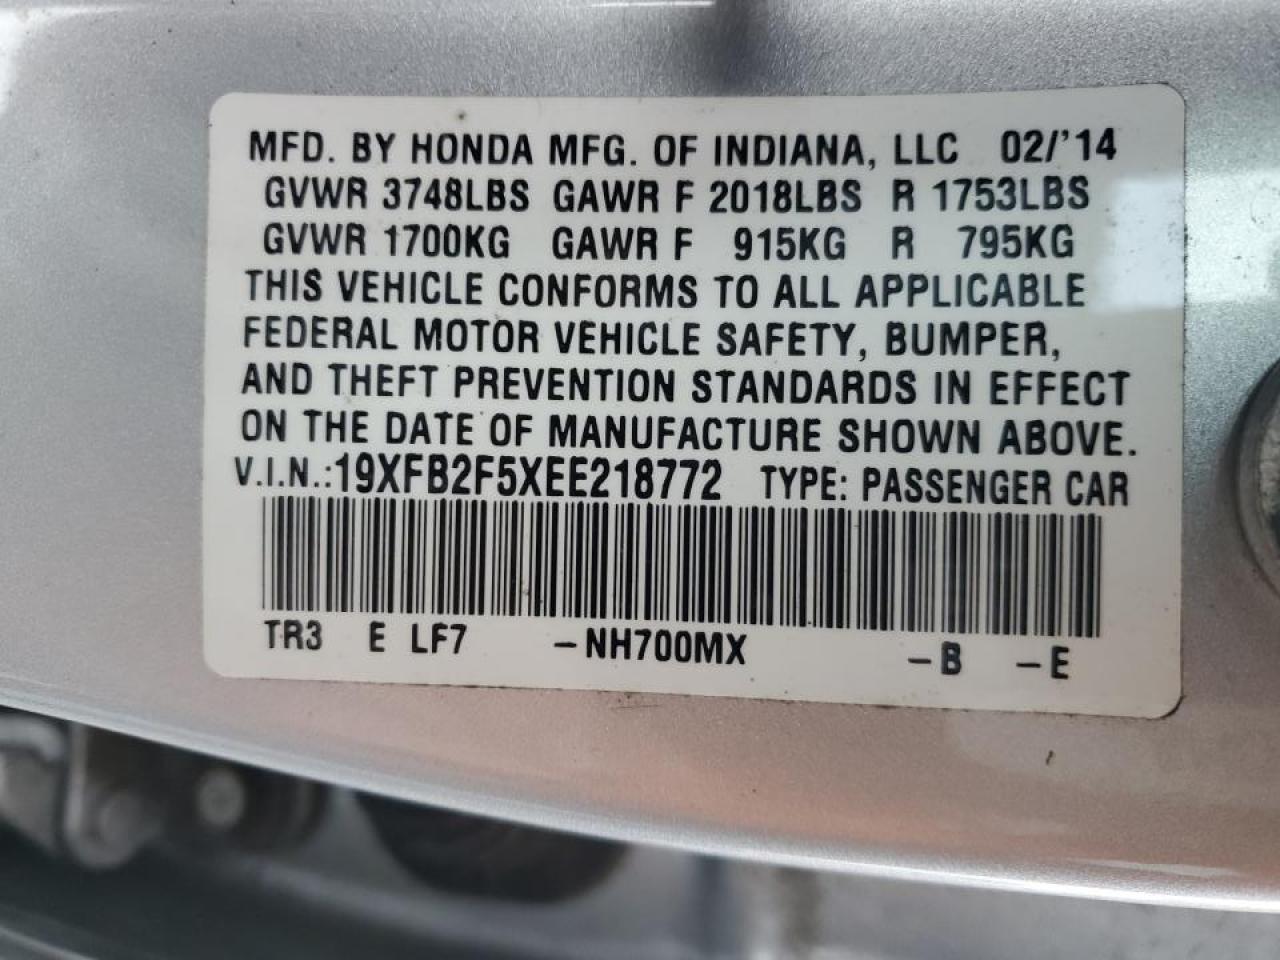 MFD. BY HONDA MFG. OF INDIANA, LLC 02/'14
GVWR 3748LBS GAWR F 2018LBS R 1753LBS
GVWR 1700KG GAWR F 915KG R 795KG
THIS VEHICLE CONFORMS TO ALL APPLICABLE
FEDERAL MOTOR VEHICLE SAFETY, BUMPER,
AND THEFT PREVENTION STANDARDS IN EFFECT
ON THE DATE OF MANUFACTURE SHOWN ABOVE.
V.I.N.:19XFB2F5XEE218772 TYPE: PASSENGER CAR
TR3 E LF7 –NH700MX –B –E